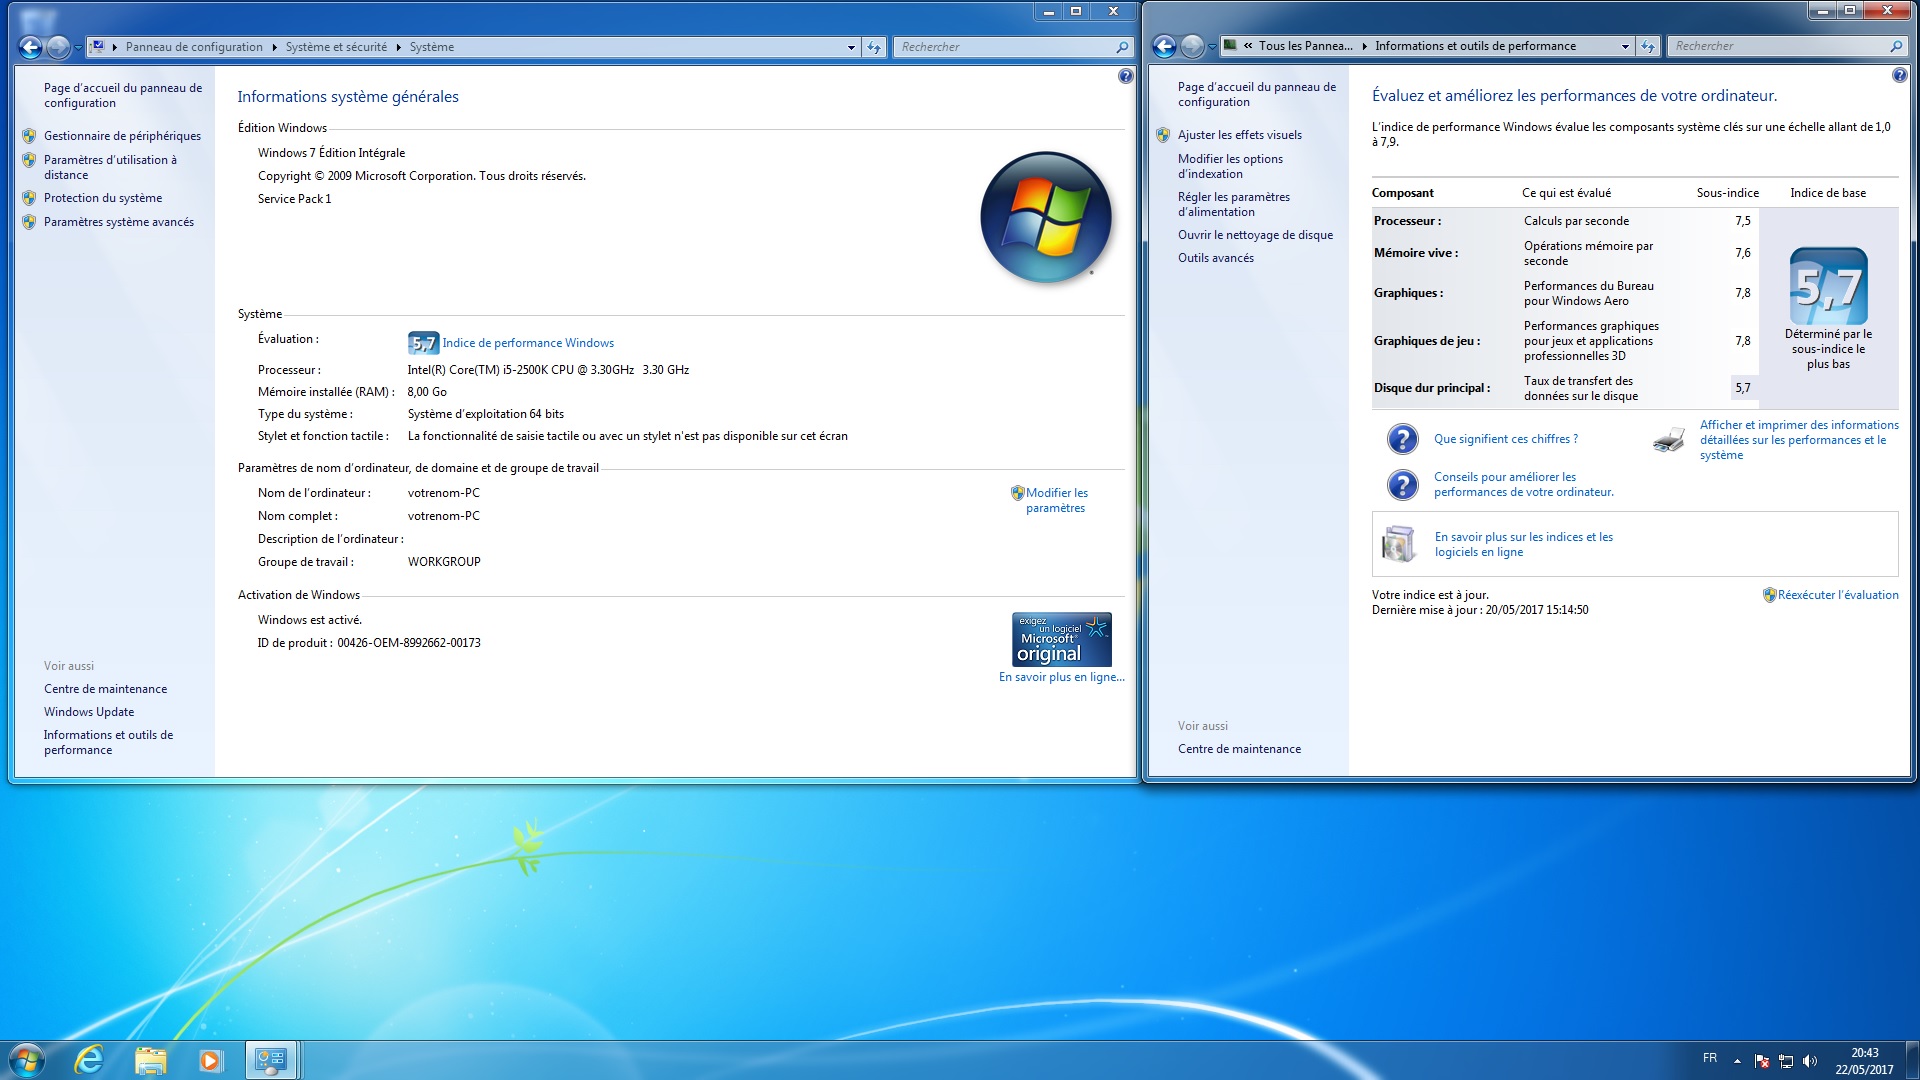 Panneau de configuration
Système et sécurité
Système
Rechercher
Page d'accueil du panneau de
configuration
Gestionnaire de périphériques
Paramètres d'utilisation à
distance
Protection du système
Paramètres système avancés
Voir aussi
Centre de maintenance
Windows Update
Informations et outils de
performance
Informations système générales
Édition Windows
Windows 7 Édition Intégrale
Copyright © 2009 Microsoft Corporation. Tous droits réservés.
Service Pack 1
Système
Évaluation :
5,7 Indice de performance Windows
Processeur :
Intel(R) Core(TM) i5-2500K CPU @ 3.30GHz 3.30 GHz
Mémoire installée (RAM) :
8,00 Go
Type du système :
Système d'exploitation 64 bits
Stylet et fonction tactile :
La fonctionnalité de saisie tactile ou avec un stylet n'est pas disponible sur cet écran
Paramètres de nom d'ordinateur, de domaine et de groupe de travail
Nom de l'ordinateur :
votrenom-PC
Modifier les
paramètres
Nom complet :
votrenom-PC
Description de l'ordinateur :
Groupe de travail :
WORKGROUP
Activation de Windows
Windows est activé.
ID de produit : 00426-OEM-8992662-00173
exigez
un logiciel
Microsoft®
original
En savoir plus en ligne...
« Tous les Pannea...
Informations et outils de performance
Rechercher
Page d'accueil du panneau de
configuration
Ajuster les effets visuels
Modifier les options
d'indexation
Régler les paramètres
d'alimentation
Ouvrir le nettoyage de disque
Outils avancés
Voir aussi
Centre de maintenance
Évaluez et améliorez les performances de votre ordinateur.
L'indice de performance Windows évalue les composants système clés sur une échelle allant de 1,0
à 7,9.
Composant
Ce qui est évalué
Sous-indice
Indice de base
Processeur :
Calculs par seconde
7,5
Mémoire vive :
Opérations mémoire par
seconde
7,6
Graphiques :
Performances du Bureau
pour Windows Aero
7,8
Graphiques de jeu :
Performances graphiques
pour jeux et applications
professionnelles 3D
7,8
Disque dur principal :
Taux de transfert des
données sur le disque
5,7
5,7
Déterminé par le
sous-indice le
plus bas
Que signifient ces chiffres ?
Afficher et imprimer des informations
détaillées sur les performances et le
système
Conseils pour améliorer les
performances de votre ordinateur.
En savoir plus sur les indices et les
logiciels en ligne
Votre indice est à jour.
Dernière mise à jour : 20/05/2017 15:14:50
Réexécuter l'évaluation
FR
20:43
22/05/2017